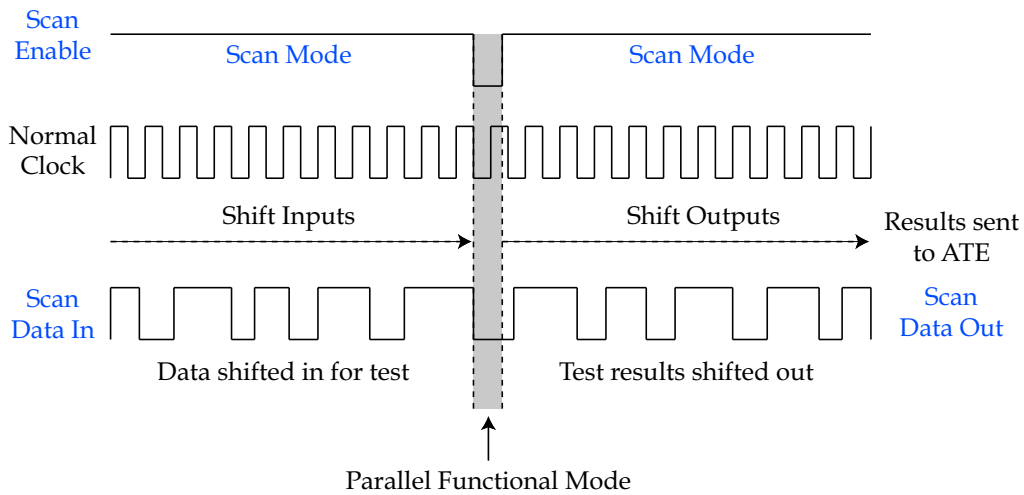 Scan
Enable
Scan Mode
Scan Mode
Normal
Clock
Shift Inputs
Shift Outputs
Results sent
to ATE
Scan
Data In
Scan
Data Out
Data shifted in for test
Test results shifted out
Parallel Functional Mode